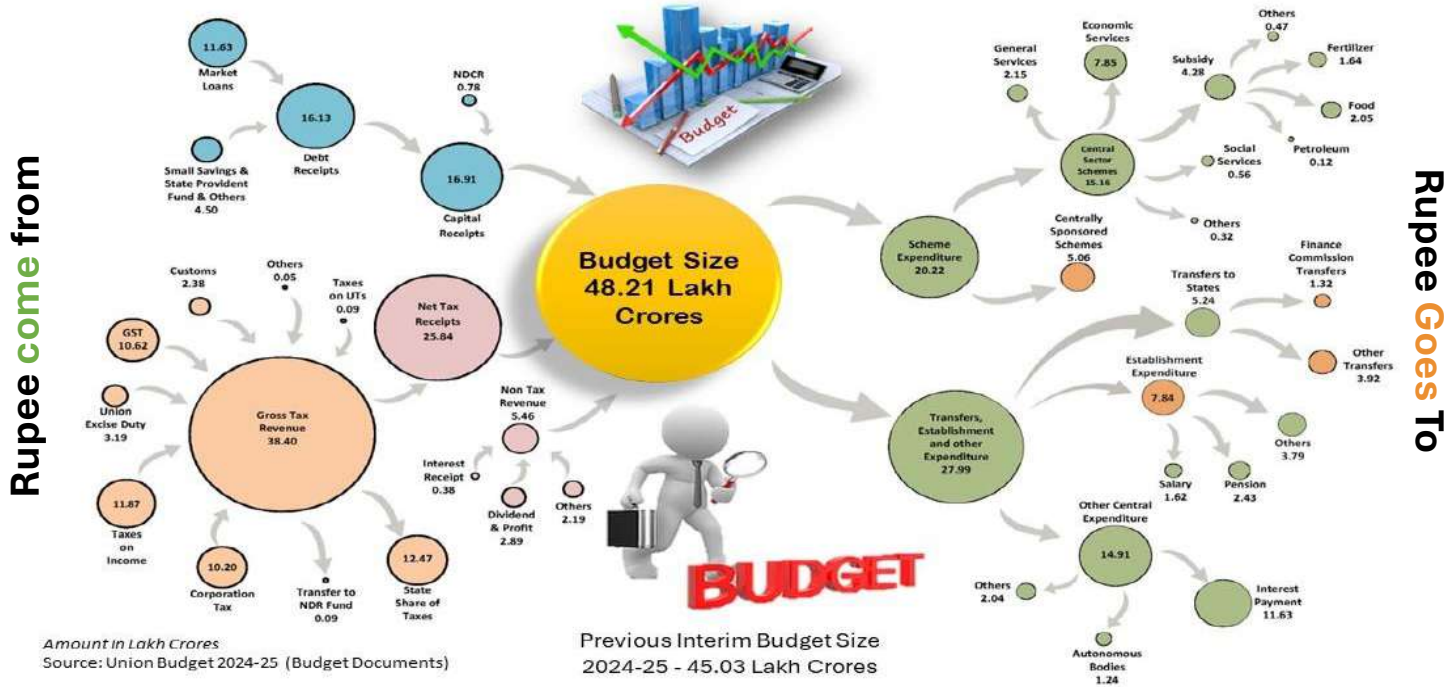 Rupee come from
11.63
Market
Loans
Small Savings &
State Provident
Fund & Others
4.50
16.13
Debt
Receipts
NDCR
0.78
16.91
Capital
Receipts
Customs
2.38
Others
0.05
Taxes
on UTs
0.09
GST
10.62
Union
Excise Duty
3.19
11.87
Taxes
on
Income
10.20
Corporation
Tax
Transfer to
NDR Fund
0.09
12.47
State
Share of
Taxes
Gross Tax
Revenue
38.40
Net Tax
Receipts
25.84
Non Tax
Revenue
5.46
Interest
Receipt
0.38
Dividend
& Profit
2.89
Others
2.19
Budget
Budget Size
48.21 Lakh
Crores
BUDGET
Scheme
Expenditure
20.22
Central
Sector
Schemes
15.16
General
Services
2.15
Economic
Services
7.85
Subsidy
4.28
Others
0.47
Fertilizer
1.64
Food
2.05
Petroleum
0.12
Social
Services
0.56
Others
0.32
Centrally
Sponsored
Schemes
5.06
Transfers,
Establishment
and other
Expenditure
27.99
Transfers to
States
5.24
Finance
Commission
Transfers
1.32
Other
Transfers
3.92
Establishment
Expenditure
7.84
Salary
1.62
Pension
2.43
Others
3.79
Other Central
Expenditure
14.91
Others
2.04
Autonomous
Bodies
1.24
Interest
Payment
11.63
Rupee Goes To
Amount in Lakh Crores
Source: Union Budget 2024-25 (Budget Documents)
Previous Interim Budget Size
2024-25 - 45.03 Lakh Crores